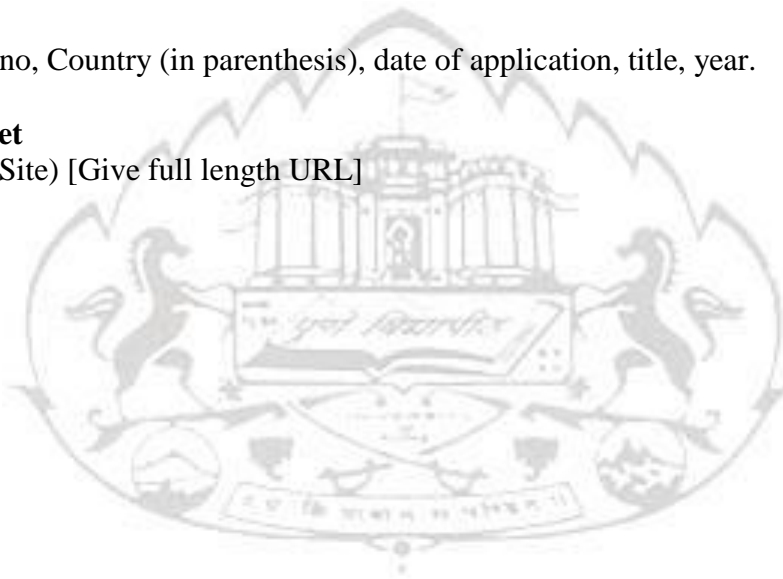 no, Country (in parenthesis), date of application, title, year.
et
Site) [Give full length URL]